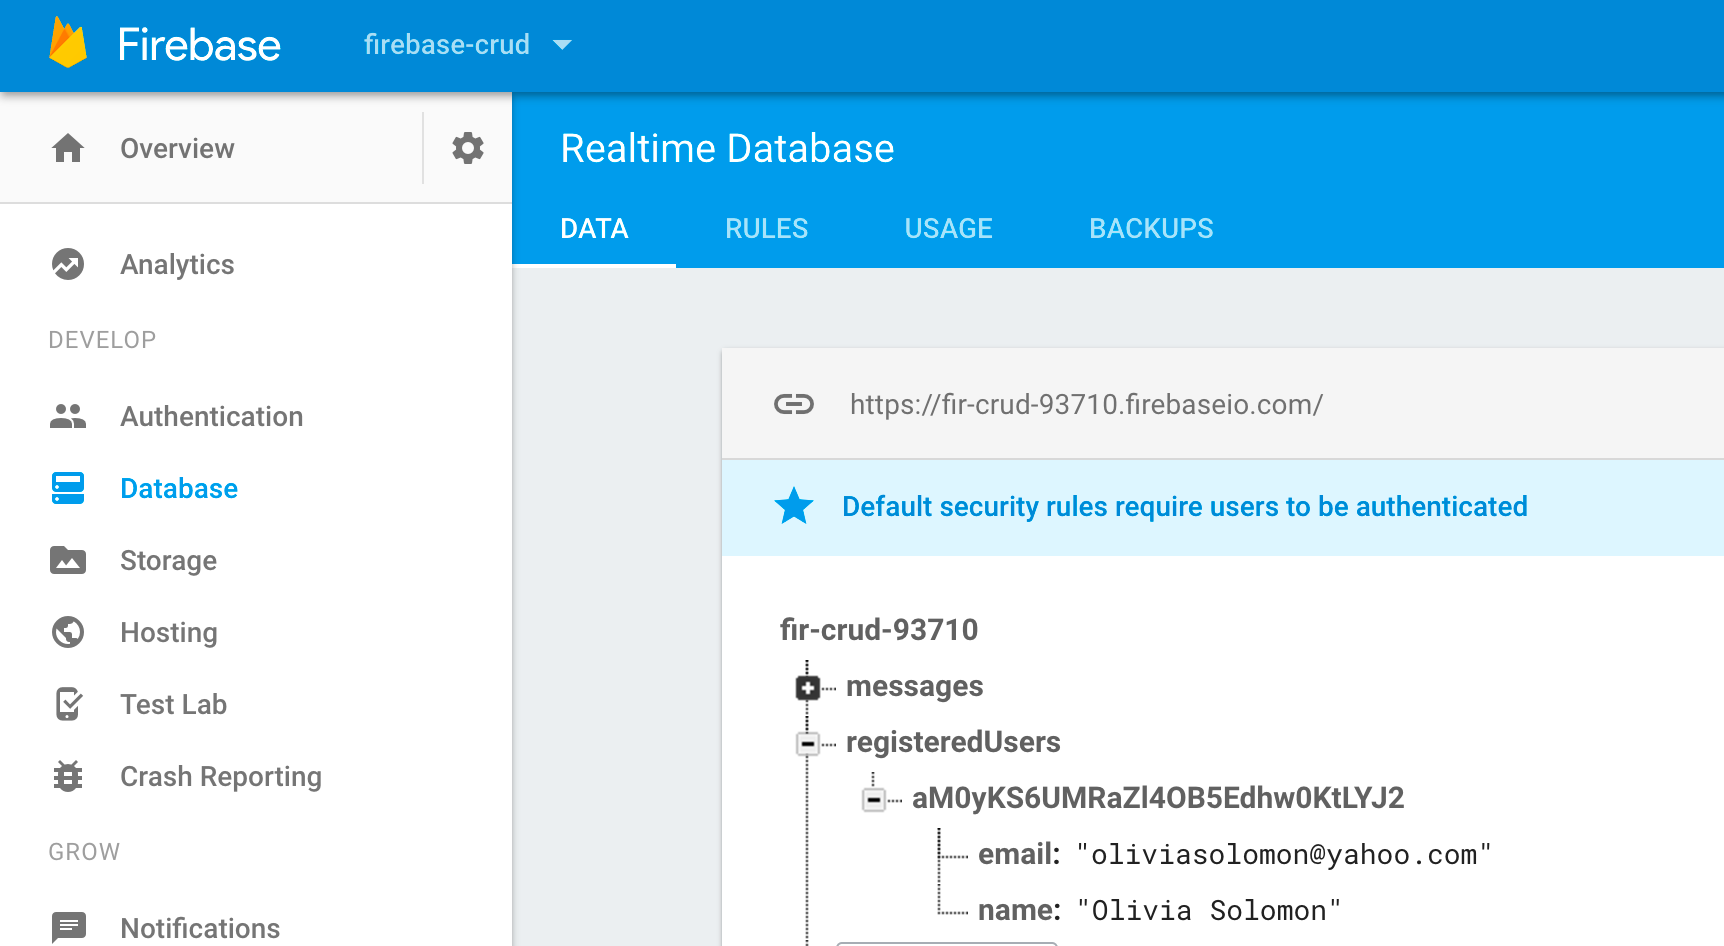 Firebase
firebase-crud
Overview
Realtime Database
DATA
RULES
USAGE
BACKUPS
Analytics
DEVELOP
Authentication
Database
Storage
Hosting
Test Lab
Crash Reporting
GROW
Notifications
https://fir-crud-93710.firebaseio.com/
Default security rules require users to be authenticated
fir-crud-93710
messages
registeredUsers
aM0yKS6UMRaZl4OB5Edhw0KtLYJ2
email: "oliviasolomon@yahoo.com"
name: "Olivia Solomon"